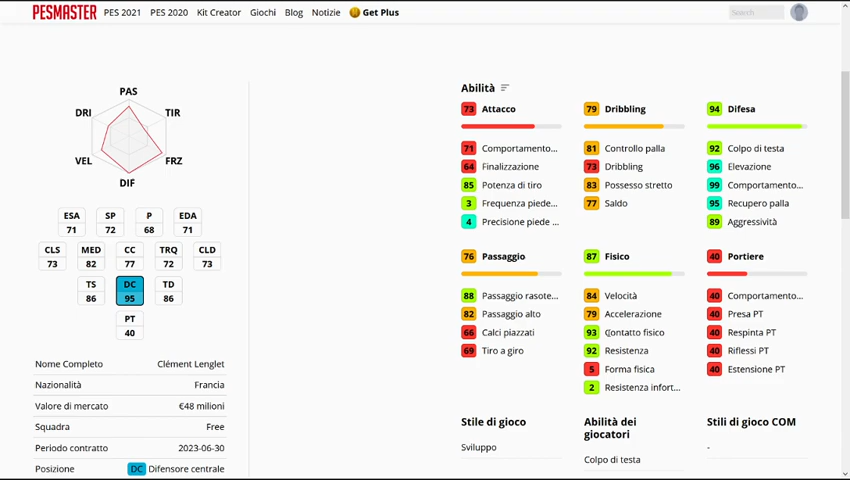 PESMASTER PES 2021 PES 2020 Kit Creator Giochi Blog Notizie Get Plus Search
PAS
DRI TIR
VEL FRZ
DIF
ESA SP P EDA
71 72 68 71
CLS MED CC TRQ CLD
73 82 77 72 73
TS DC TD
86 95 86
PT
40
Nome Completo Clément Lenglet
Nazionalità Francia
Valore di mercato €48 milioni
Squadra Free
Periodo contratto 2023-06-30
Posizione DC Difensore centrale
Abilità
73 Attacco
71 Comportamento...
64 Finalizzazione
85 Potenza di tiro
3 Frequenza piede...
4 Precisione piede ...
79 Dribbling
81 Controllo palla
73 Dribbling
83 Possesso stretto
77 Saldo
94 Difesa
92 Colpo di testa
96 Elevazione
99 Comportamento...
95 Recupero palla
89 Aggressività
76 Passaggio
88 Passaggio rasote...
82 Passaggio alto
66 Calci piazzati
69 Tiro a giro
87 Fisico
84 Velocità
79 Accelerazione
93 Contatto fisico
92 Resistenza
5 Forma fisica
2 Resistenza infort...
40 Portiere
40 Comportamento...
40 Presa PT
40 Respinta PT
40 Riflessi PT
40 Estensione PT
Stile di gioco
Sviluppo
Abilità dei
giocatori
Colpo di testa
Stili di gioco COM
-